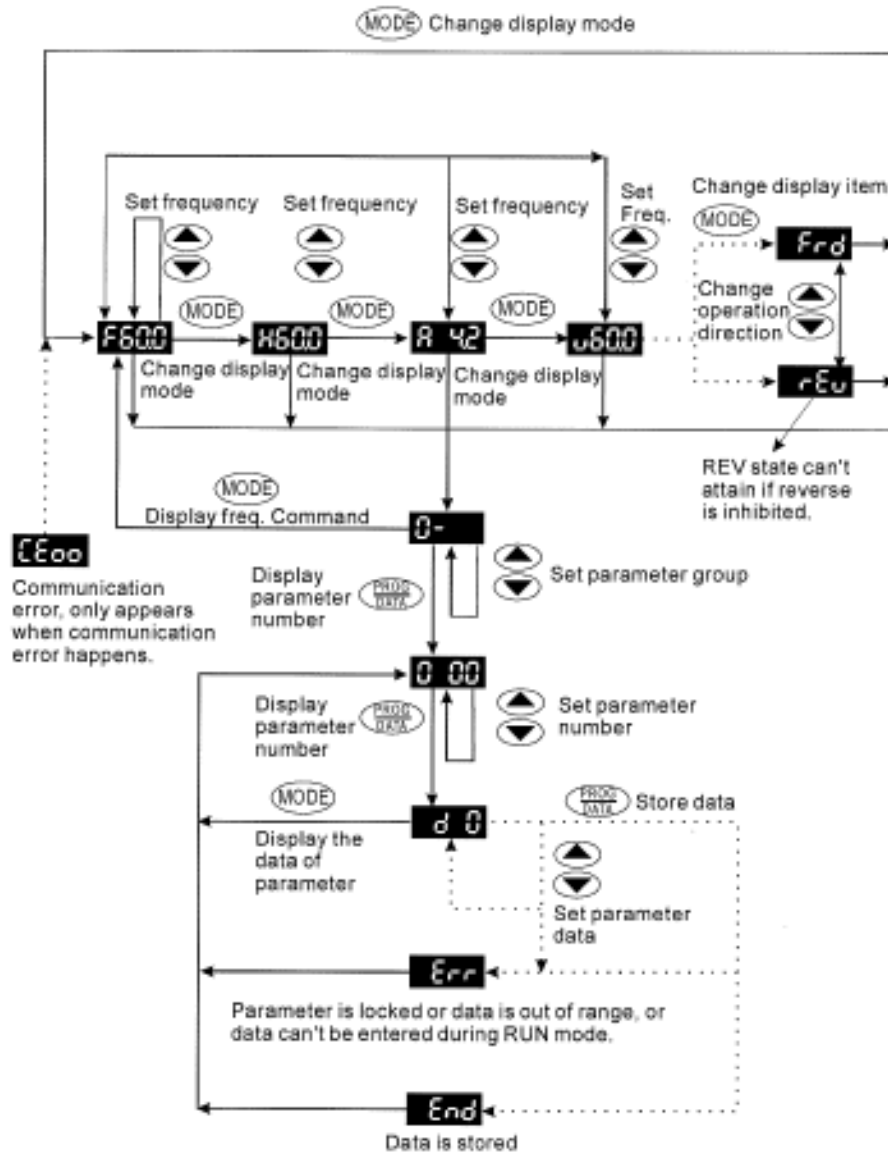 MODE Change display mode
Set frequency
Set frequency
Set frequency
Set
Freq.
Change display item
MODE
Frd
MODE
MODE
MODE
Change
operation
direction
F60.0
H60.0
A 4.2
u60.0
Change display
mode
Change display
mode
Change display
mode
rEu
REV state can't
attain if reverse
is inhibited.
MODE
Display freq. Command
0-
CEoo
Communication
error, only appears
when communication
error happens.
Display
parameter
number
PROG
DATA
Set parameter group
0 00
Display
parameter
number
PROG
DATA
Set parameter
number
MODE
PROG
DATA
Store data
d 0
Display the
data of
parameter
Set parameter
data
Err
Parameter is locked or data is out of range, or
data can't be entered during RUN mode.
End
Data is stored